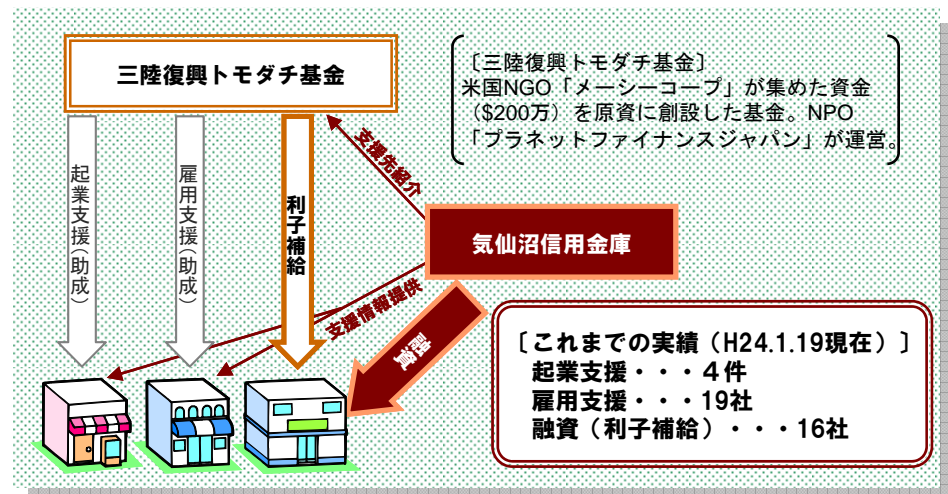 三陸復興トモダチ基金
〔三陸復興トモダチ基金〕
米国NGO「メーシーコープ」が集めた資金
($200万)を原資に創設した基金。NPO
「プラネットファイナンスジャパン」が運営。
起業支援(助成)
雇用支援(助成)
利子補給
支援先紹介
気仙沼信用金庫
支援情報提供
融資
〔これまでの実績(H24.1.19現在)〕
起業支援・・・4件
雇用支援・・・19社
融資(利子補給)・・・16社